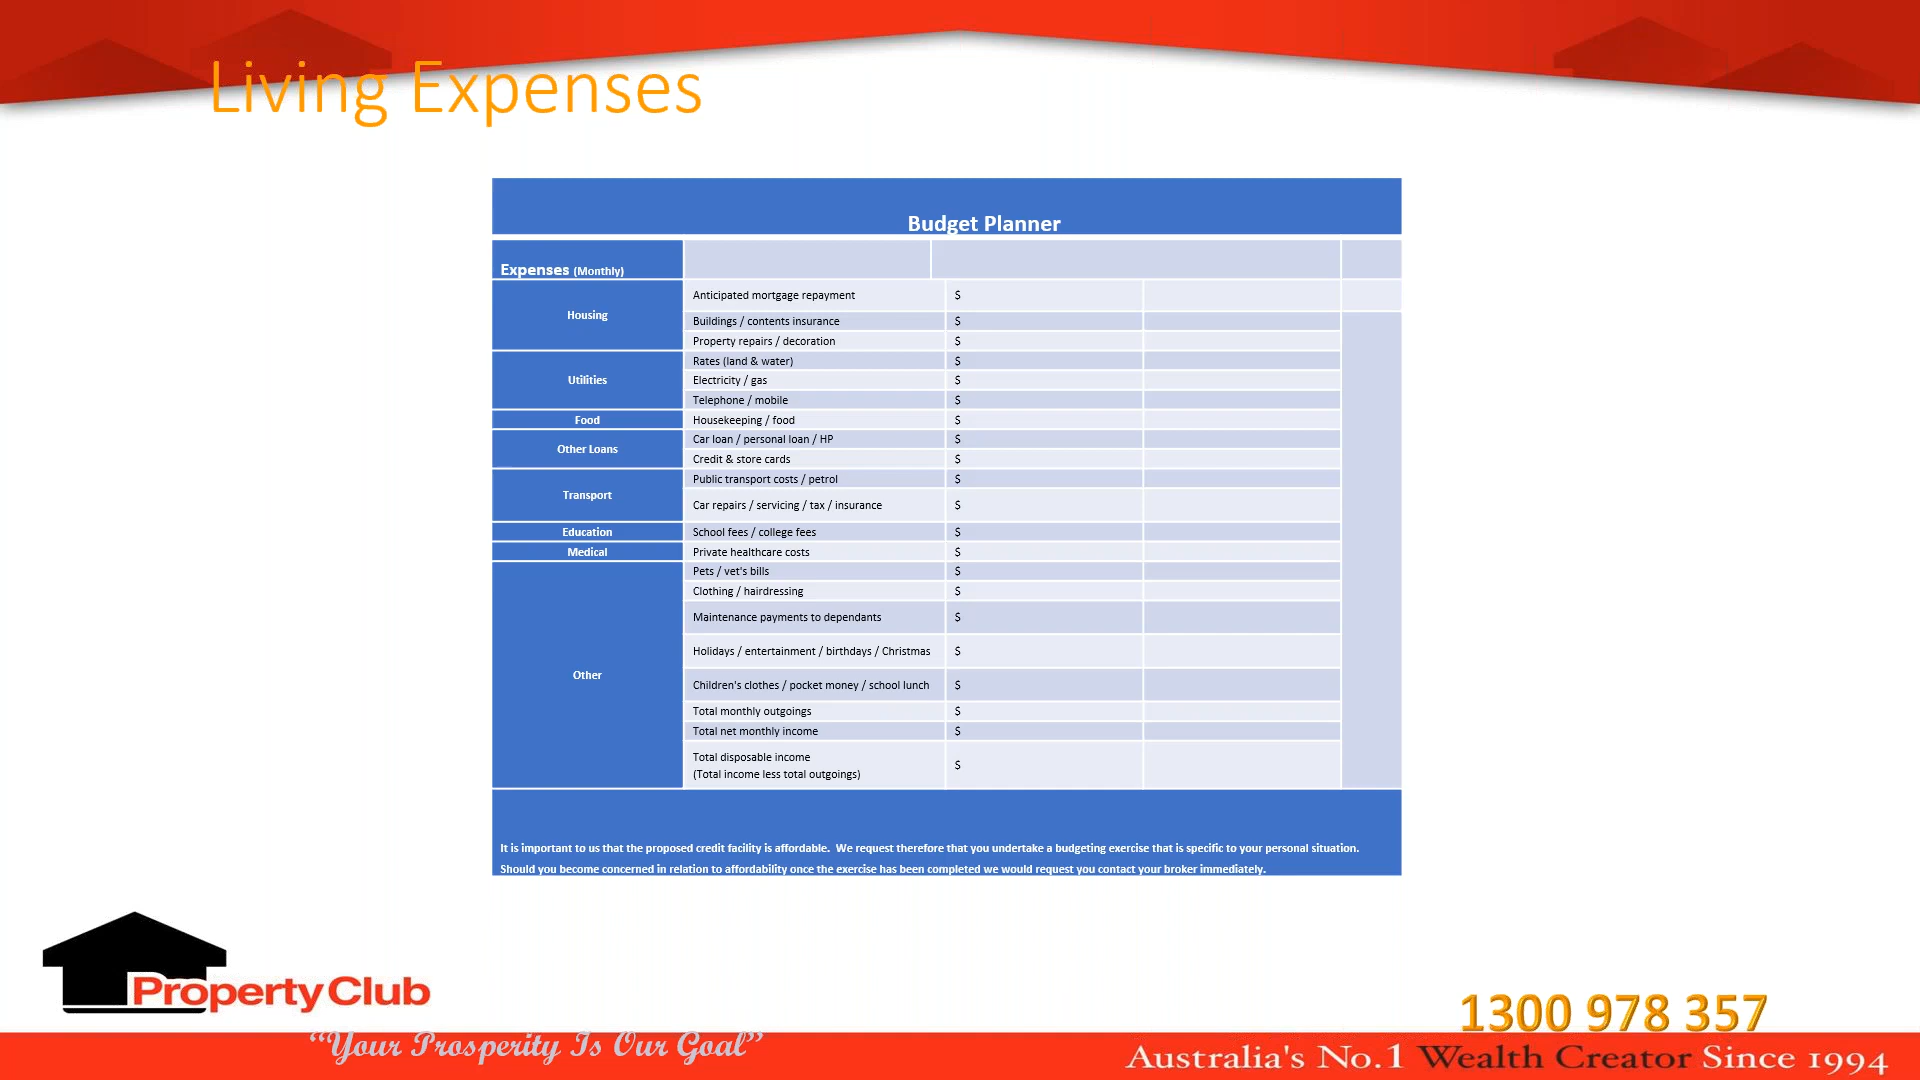 Living Expenses
Budget Planner
Expenses (Monthly)
Housing
Anticipated mortgage repayment $
Buildings / contents insurance $
Property repairs / decoration $
Utilities
Rates (land & water) $
Electricity / gas $
Telephone / mobile $
Food
Housekeeping / food $
Other Loans
Car loan / personal loan / HP $
Credit & store cards $
Transport
Public transport costs / petrol $
Car repairs / servicing / tax / insurance $
Education
School fees / college fees $
Medical
Private healthcare costs $
Other
Pets / vet's bills $
Clothing / hairdressing $
Maintenance payments to dependants $
Holidays / entertainment / birthdays / Christmas $
Children's clothes / pocket money / school lunch $
Total monthly outgoings $
Total net monthly income $
Total disposable income
(Total income less total outgoings) $
It is important to us that the proposed credit facility is affordable. We request therefore that you undertake a budgeting exercise that is specific to your personal situation.
Should you become concerned in relation to affordability once the exercise has been completed we would request you contact your broker immediately.
PropertyClub
"Your Prosperity Is Our Goal"
1300 978 357
Australia's No.1 Wealth Creator Since 1994